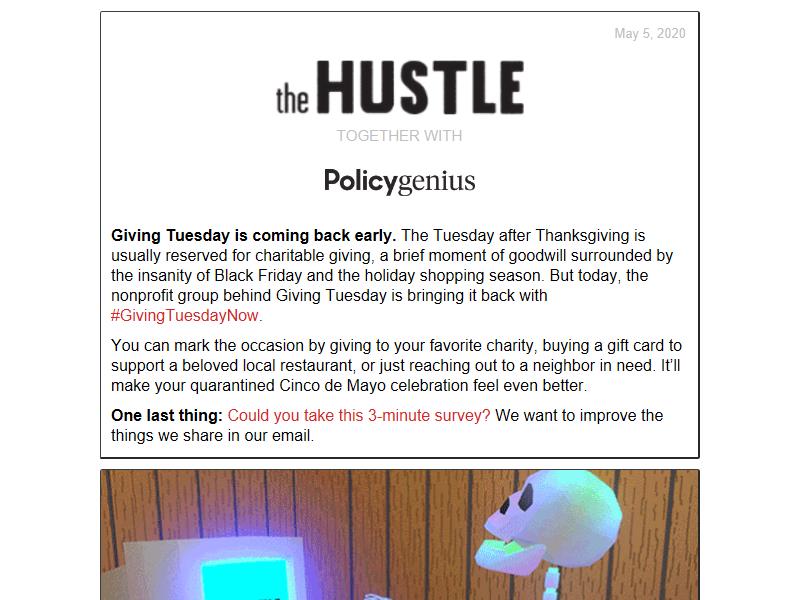 May 5, 2020
the HUSTLE
TOGETHER WITH
Policygenius
Giving Tuesday is coming back early. The Tuesday after Thanksgiving is
usually reserved for charitable giving, a brief moment of goodwill surrounded by
the insanity of Black Friday and the holiday shopping season. But today, the
nonprofit group behind Giving Tuesday is bringing it back with
#GivingTuesdayNow.
You can mark the occasion by giving to your favorite charity, buying a gift card to
support a beloved local restaurant, or just reaching out to a neighbor in need. It’ll
make your quarantined Cinco de Mayo celebration feel even better.
One last thing: Could you take this 3-minute survey? We want to improve the
things we share in our email.